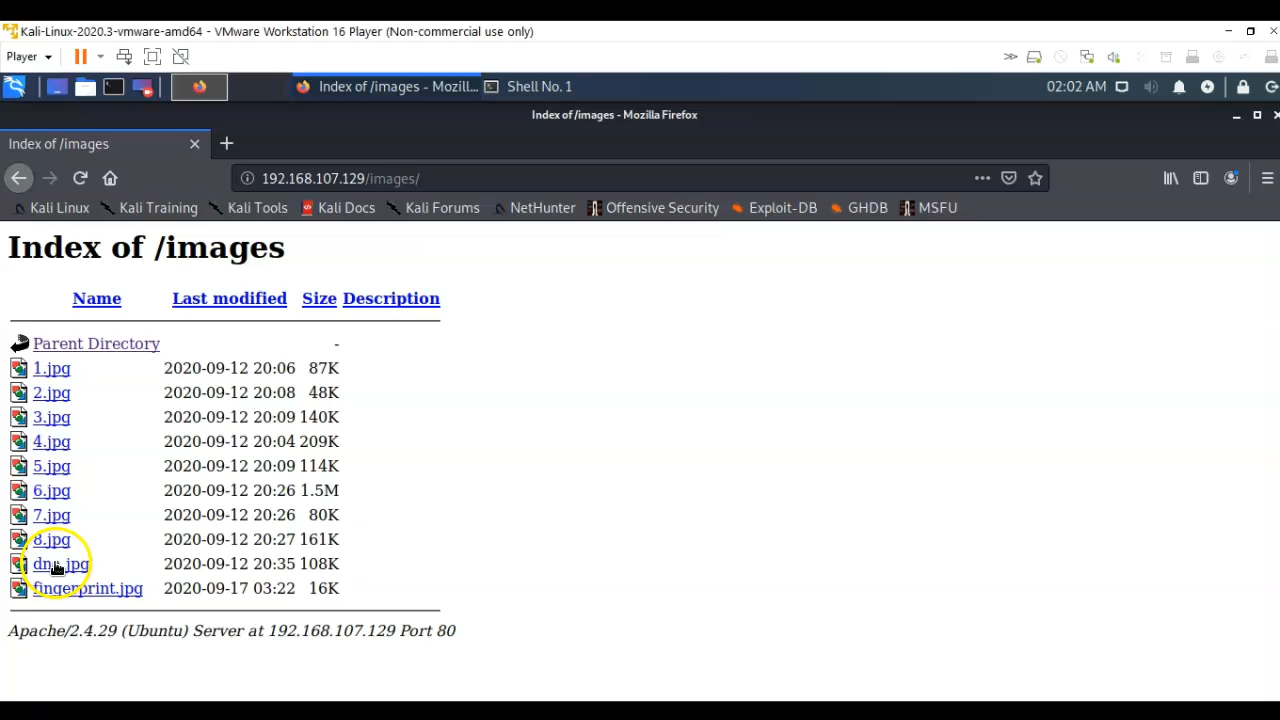 Kali-Linux-2020.3-vmware-amd64 - VMware Workstation 16 Player (Non-commercial use only)
Player
Index of /images - Mozill... Shell No. 1 02:02 AM
Index of /images - Mozilla Firefox
Index of /images
192.168.107.129/images/
Kali Linux Kali Training Kali Tools Kali Docs Kali Forums NetHunter Offensive Security Exploit-DB GHDB MSFU
Index of /images
Name Last modified Size Description
Parent Directory -
1.jpg 2020-09-12 20:06 87K
2.jpg 2020-09-12 20:08 48K
3.jpg 2020-09-12 20:09 140K
4.jpg 2020-09-12 20:04 209K
5.jpg 2020-09-12 20:09 114K
6.jpg 2020-09-12 20:26 1.5M
7.jpg 2020-09-12 20:26 80K
8.jpg 2020-09-12 20:27 161K
2020-09-12 20:35 108K
fingerprint.jpg 2020-09-17 03:22 16K
Apache/2.4.29 (Ubuntu) Server at 192.168.107.129 Port 80